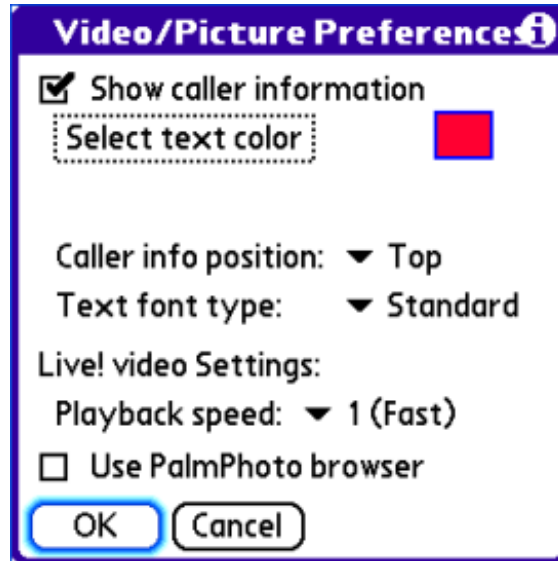 Video/Picture Preferences
Show caller information
Select text color
Caller info position: Top
Text font type: Standard
Live! video Settings:
Playback speed: 1 (Fast)
Use PalmPhoto browser
OK Cancel